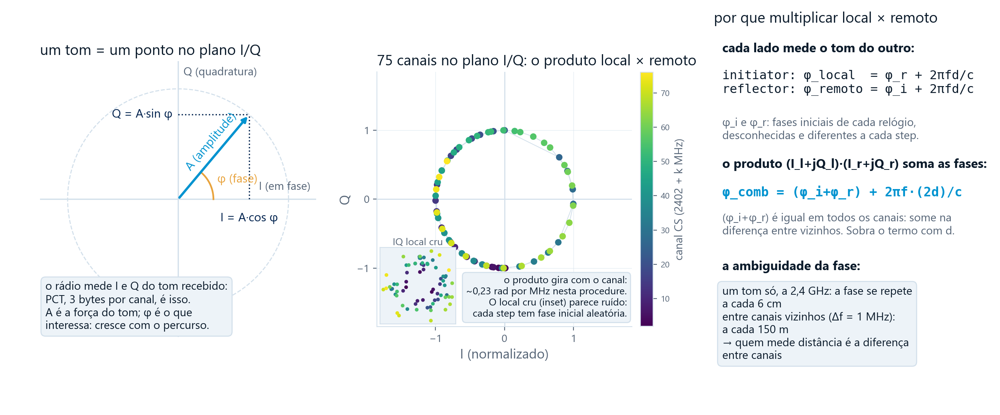 um tom = um ponto no plano I/Q
Q (quadratura)
Q = A·sin φ
A (amplitude)
φ (fase)
I (em fase)
I = A·cos φ
o rádio mede I e Q do tom recebido:
PCT, 3 bytes por canal, é isso.
A é a força do tom; φ é o que
interessa: cresce com o percurso.
75 canais no plano I/Q: o produto local × remoto
Q
1
0
−1
−1
0
1
I (normalizado)
IQ local cru
o produto gira com o canal:
~0,23 rad por MHz nesta procedure.
O local cru (inset) parece ruído:
cada step tem fase inicial aleatória.
70
60
50
40
30
20
10
canal CS (2402 + k MHz)
por que multiplicar local × remoto
cada lado mede o tom do outro:
initiator: φ_local  = φ_r + 2πfd/c
reflector: φ_remoto = φ_i + 2πfd/c
φ_i e φ_r: fases iniciais de cada relógio,
desconhecidas e diferentes a cada step.
o produto (I_l+jQ_l)·(I_r+jQ_r) soma as fases:
φ_comb = (φ_i+φ_r) + 2πf·(2d)/c
(φ_i+φ_r) é igual em todos os canais: some na
diferença entre vizinhos. Sobra o termo com d.
a ambiguidade da fase:
um tom só, a 2,4 GHz: a fase se repete
a cada 6 cm
entre canais vizinhos (Δf = 1 MHz):
a cada 150 m
→ quem mede distância é a diferença
entre canais